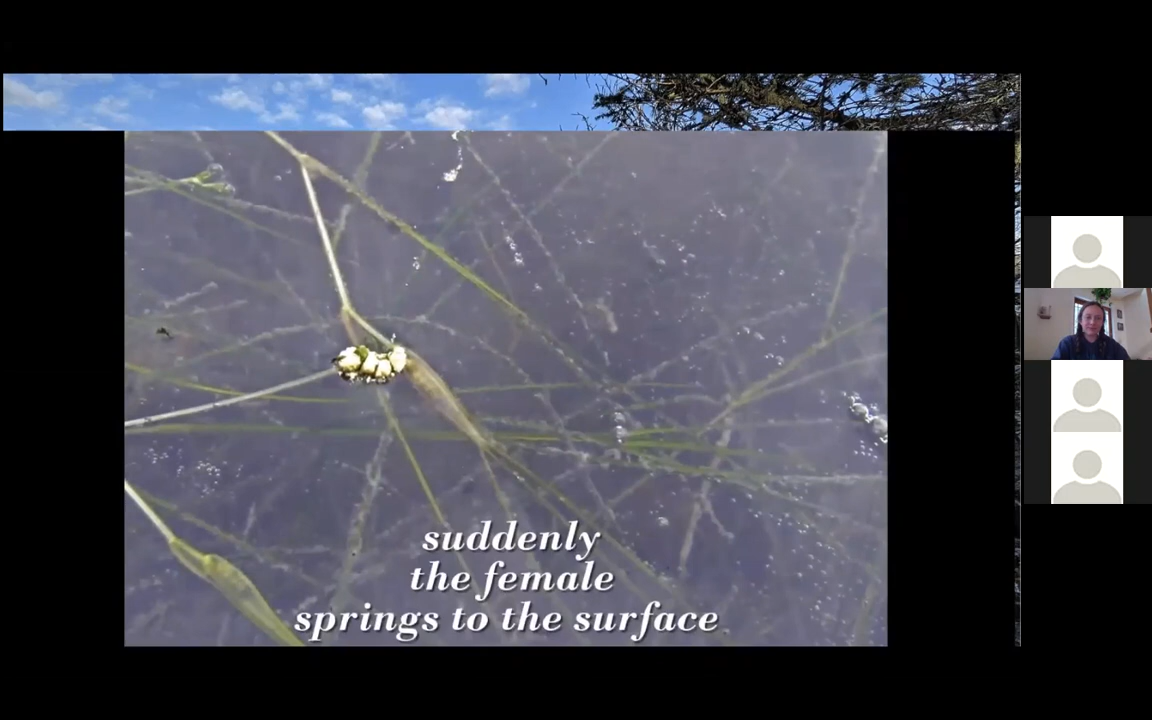 suddenly
the female
springs to the surface